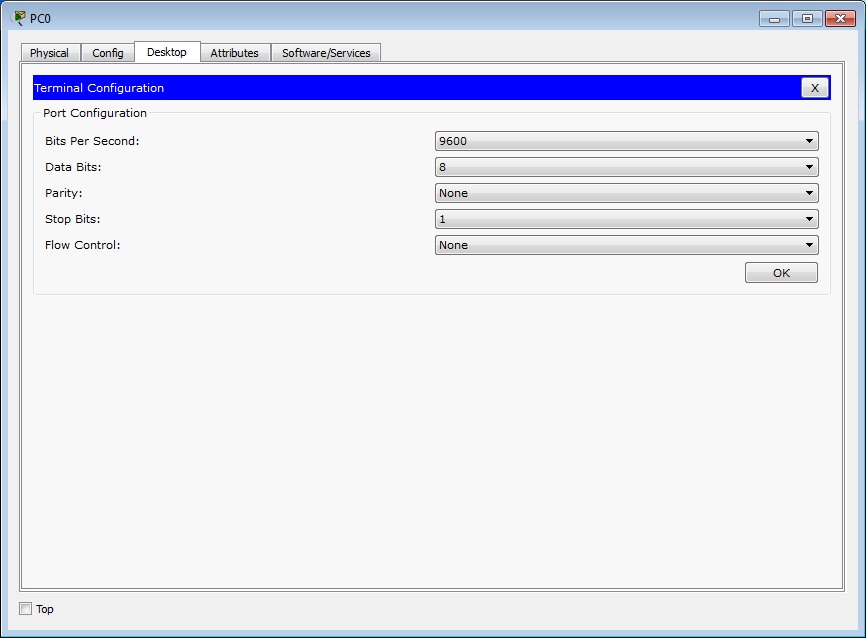 PC0
Physical Config Desktop Attributes Software/Services
Terminal Configuration X
Port Configuration
Bits Per Second: 9600
Data Bits: 8
Parity: None
Stop Bits: 1
Flow Control: None
OK
Top